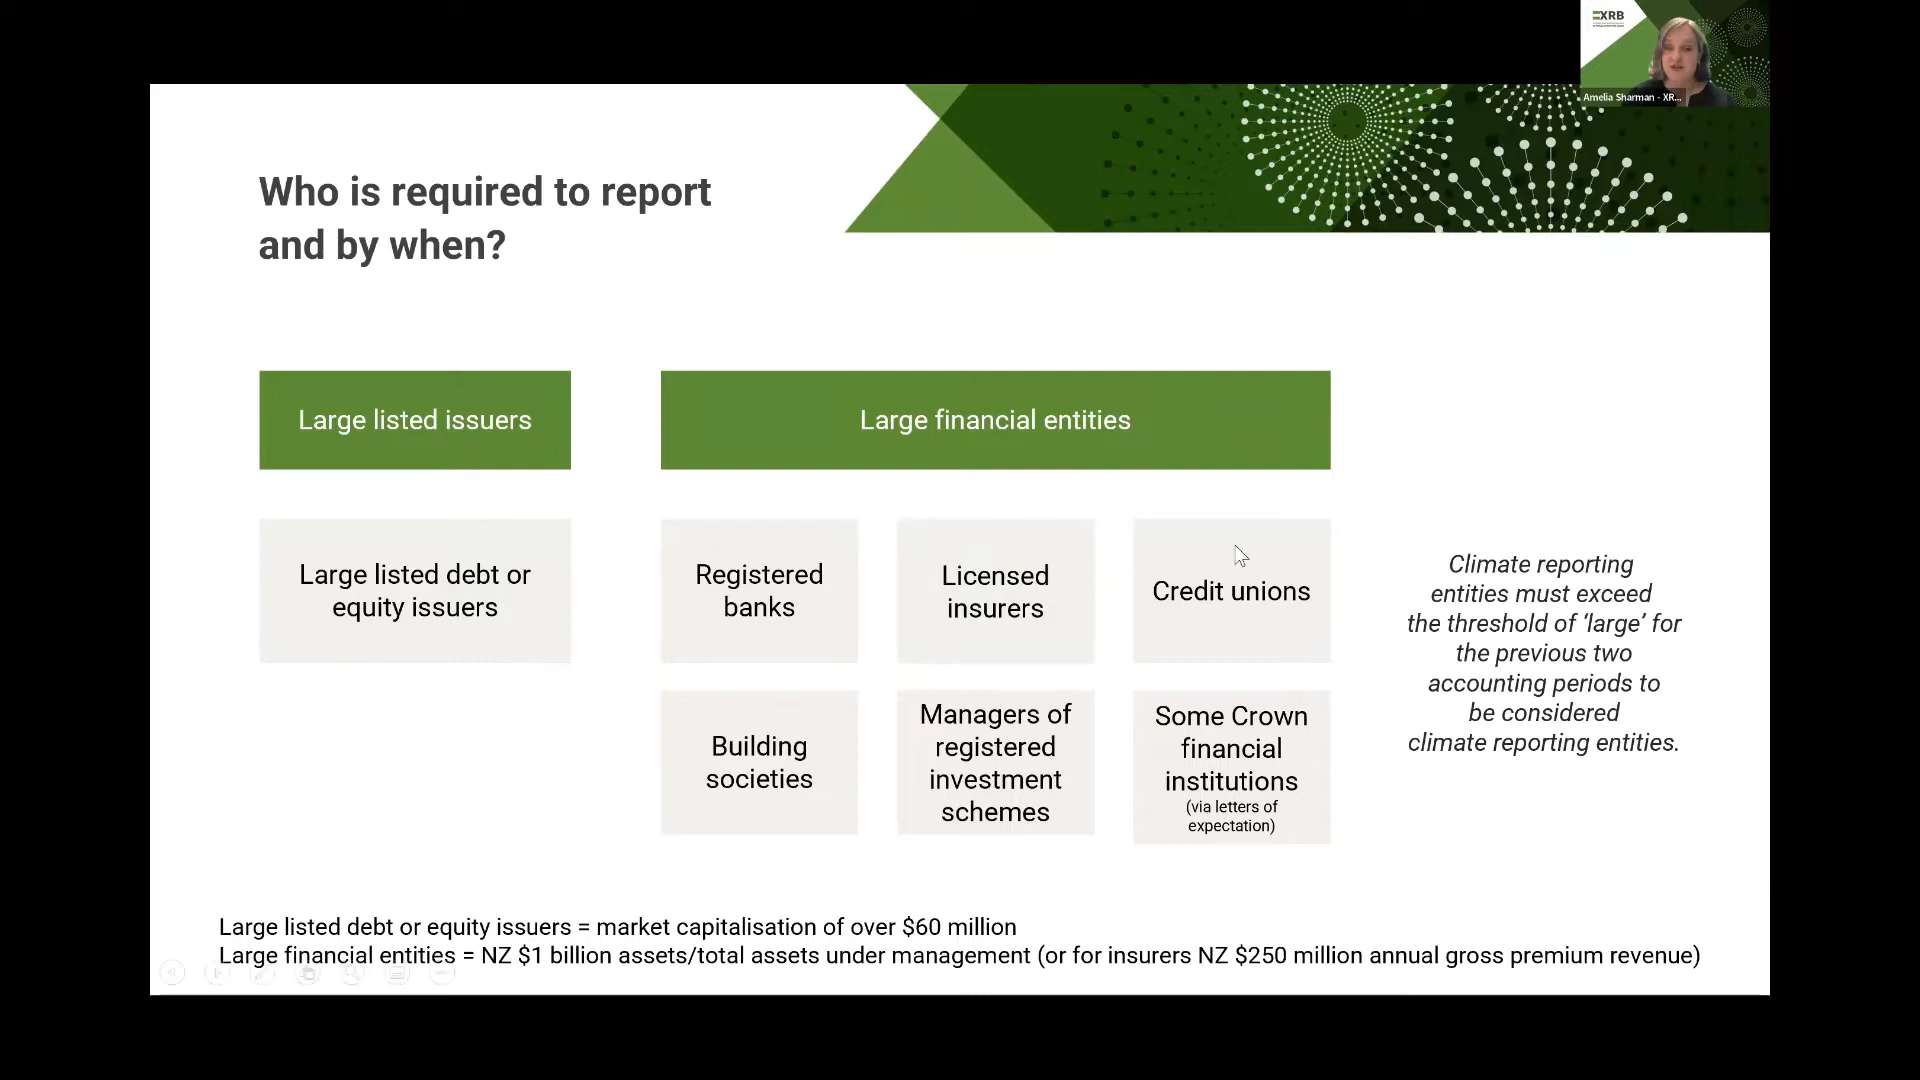 XRB
Amelia Sharman - XR...
Who is required to report
and by when?
Large listed issuers
Large financial entities
Large listed debt or
equity issuers
Registered
banks
Licensed
insurers
Credit unions
Building
societies
Managers of
registered
investment
schemes
Some Crown
financial
institutions
(via letters of
expectation)
Climate reporting
entities must exceed
the threshold of ‘large’ for
the previous two
accounting periods to
be considered
climate reporting entities.
Large listed debt or equity issuers = market capitalisation of over $60 million
Large financial entities = NZ $1 billion assets/total assets under management (or for insurers NZ $250 million annual gross premium revenue)